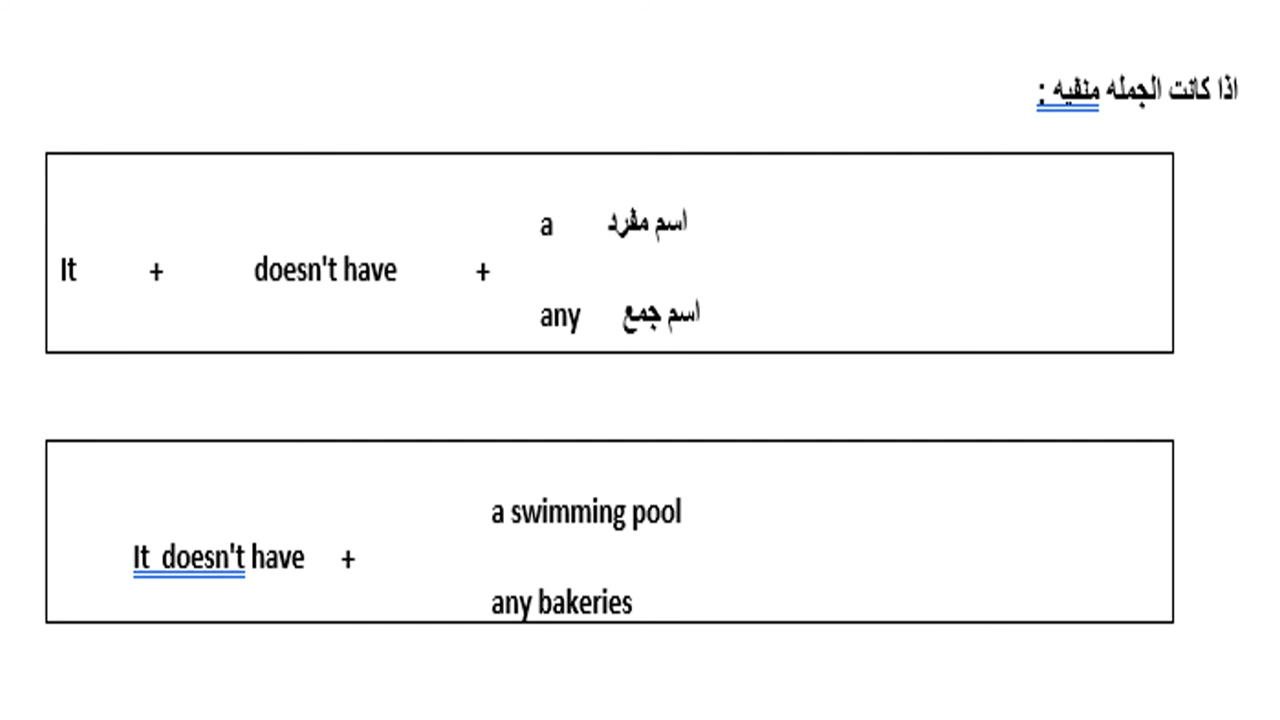 اذا كانت الجمله منفيه :
a اسم مفرد
It + doesn't have +
any اسم جمع
a swimming pool
It doesn't have +
any bakeries